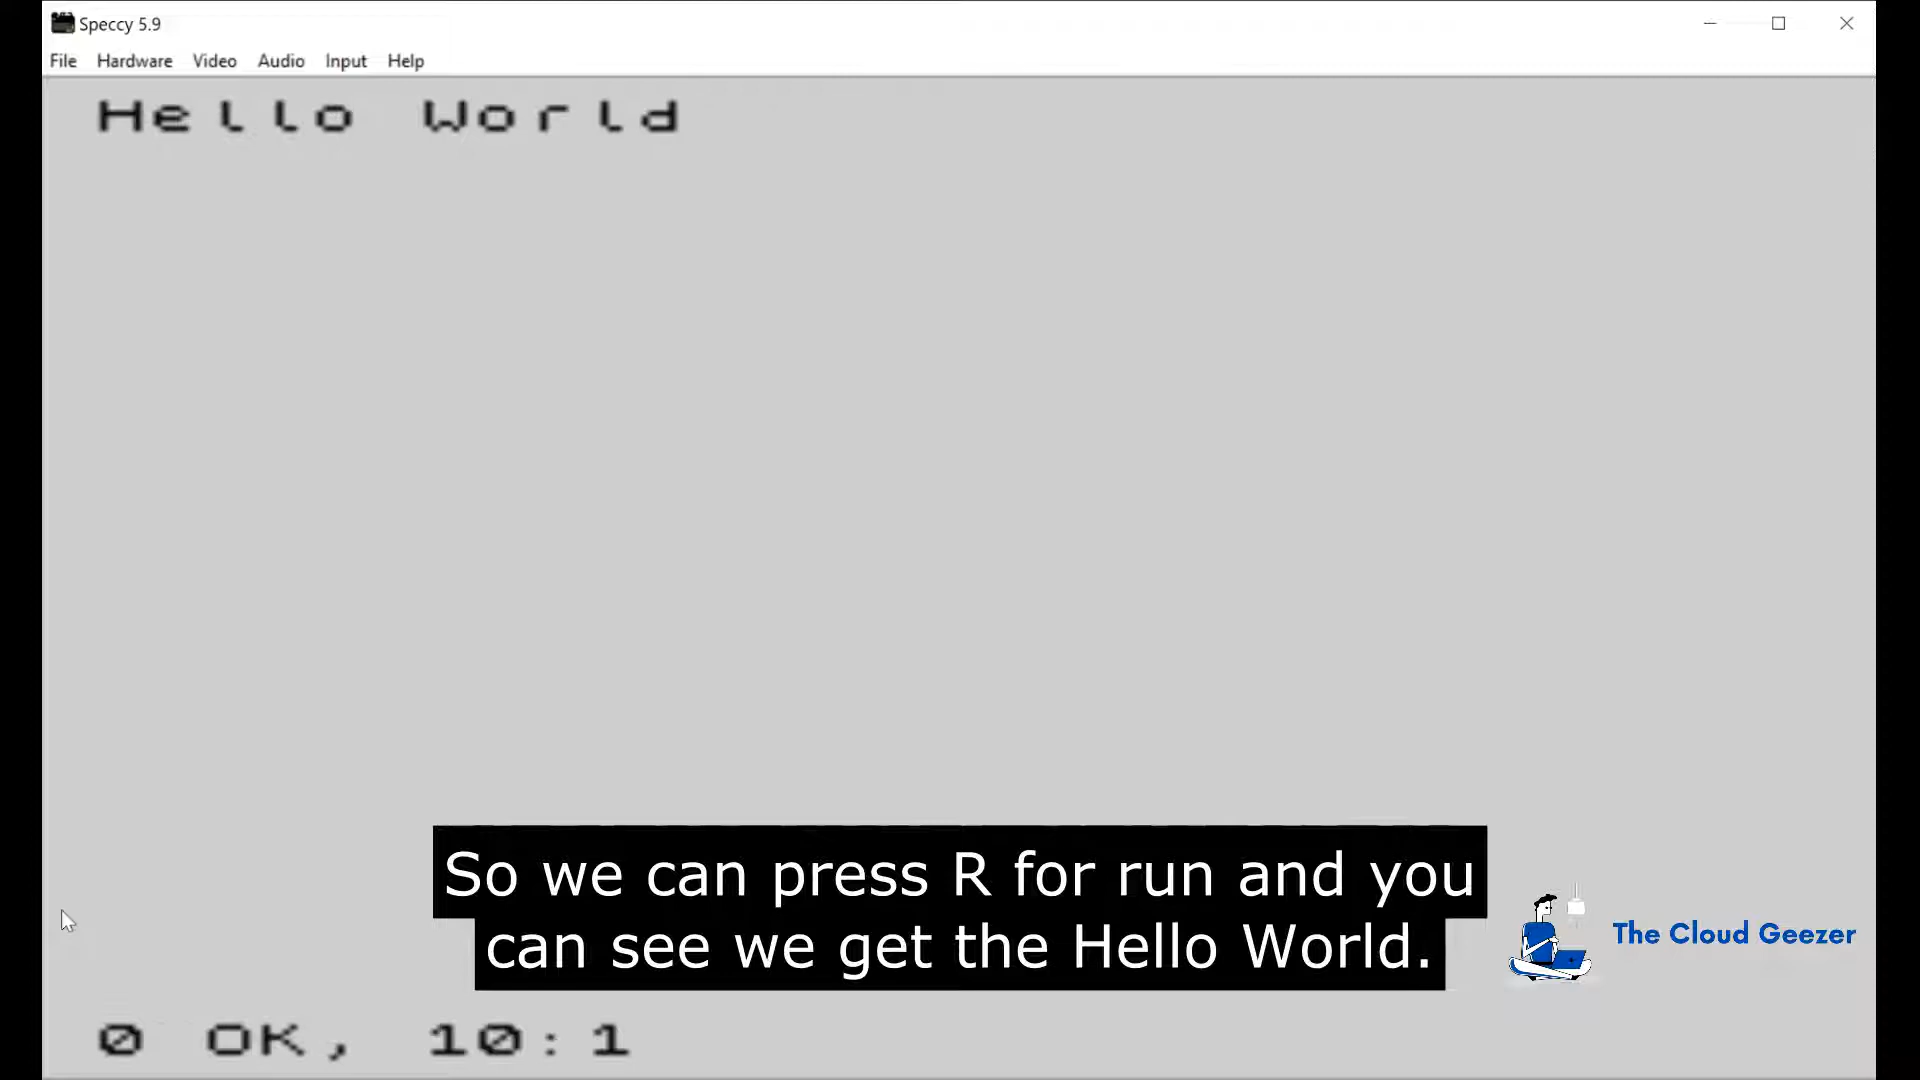 Speccy 5.9
File Hardware Video Audio Input Help
Hello World
So we can press R for run and you
can see we get the Hello World.
The Cloud Geezer
0 OK, 10:1